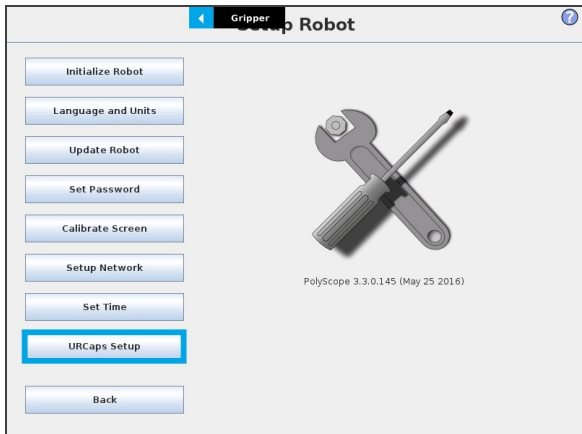 Gripper
p Robot
?
Initialize Robot
Language and Units
Update Robot
Set Password
Calibrate Screen
Setup Network
PolyScope 3.3.0.145 (May 25 2016)
Set Time
URCaps Setup
Back